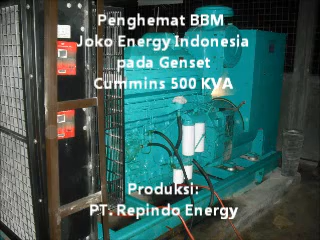 Penghemat BBM
Joko Energy Indonesia
pada Genset
Cummins 500 KVA
Produksi:
PT. Repindo Energy